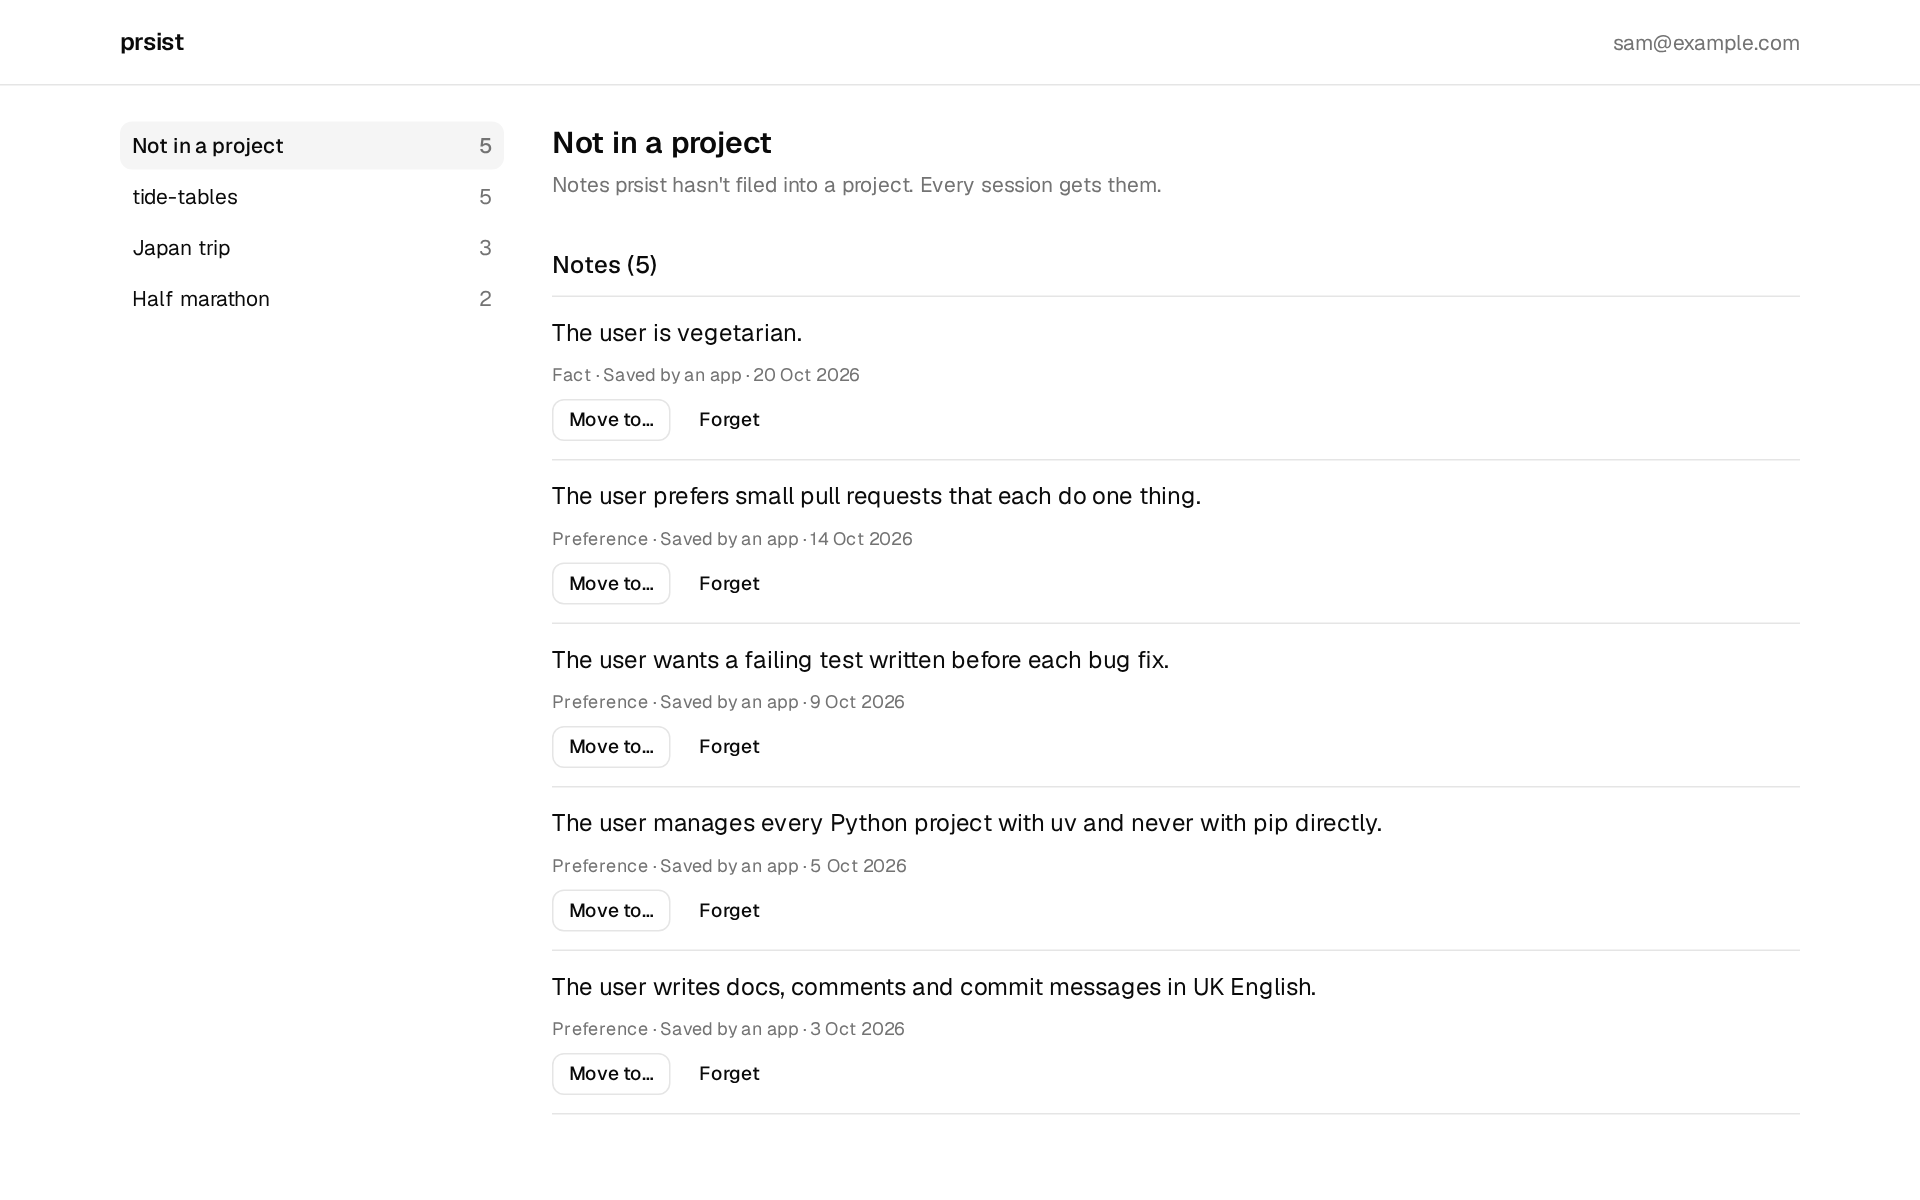 prsist
sam@example.com
Not in a project 5
tide-tables 5
Japan trip 3
Half marathon 2
Not in a project
Notes prsist hasn't filed into a project. Every session gets them.
Notes (5)
The user is vegetarian.
Fact · Saved by an app · 20 Oct 2026
Move to… Forget
The user prefers small pull requests that each do one thing.
Preference · Saved by an app · 14 Oct 2026
Move to… Forget
The user wants a failing test written before each bug fix.
Preference · Saved by an app · 9 Oct 2026
Move to… Forget
The user manages every Python project with uv and never with pip directly.
Preference · Saved by an app · 5 Oct 2026
Move to… Forget
The user writes docs, comments and commit messages in UK English.
Preference · Saved by an app · 3 Oct 2026
Move to… Forget